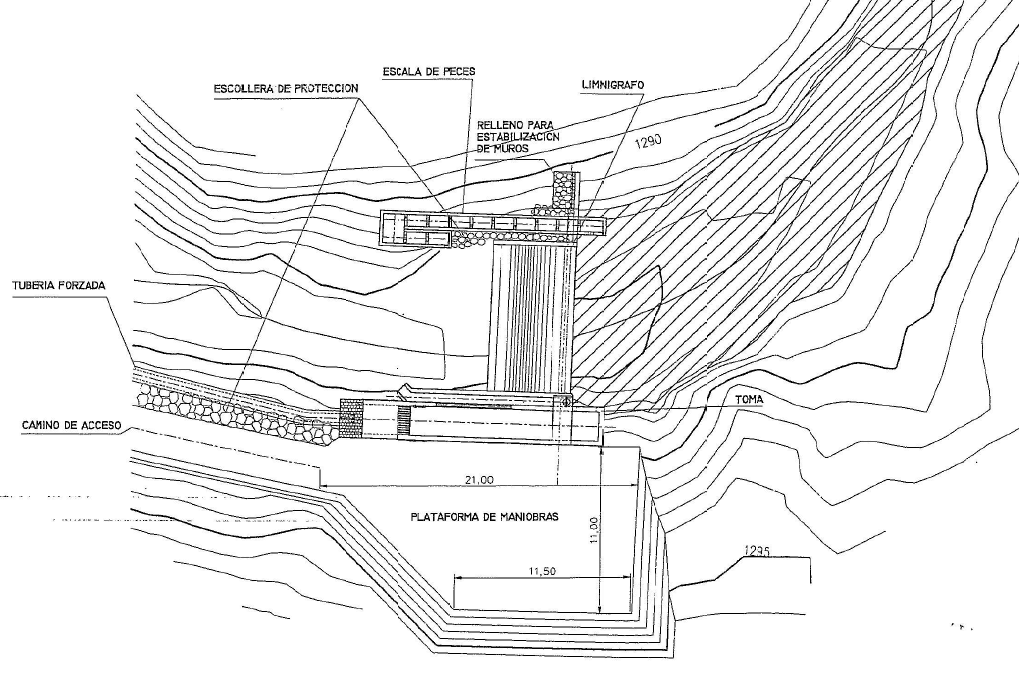 ESCALA DE PECES
ESCOLLERA DE PROTECCION
LIMNIGRAFO
RELLENO PARA
ESTABILIZACION
DE MUROS
1290
TUBERIA FORZADA
TOMA
CAMINO DE ACCESO
21,00
PLATAFORMA DE MANIOBRAS
11,00
1295
11,50